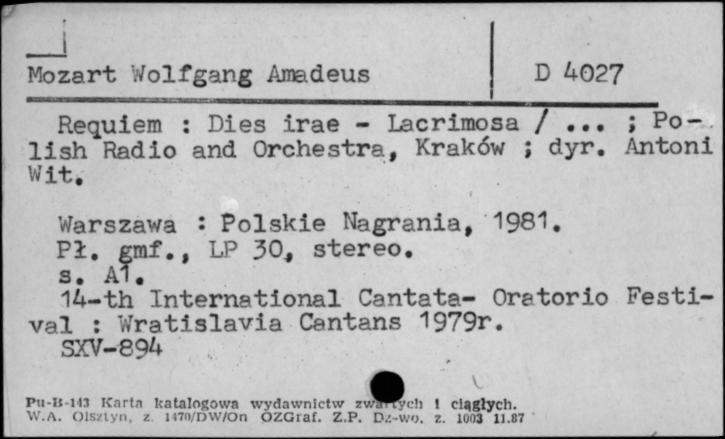 Mozart Wolfgang Amadeus D 4027
Requiem : Dies irae - Lacrimosa / ... ; Po-
lish Radio and Orchestra, Kraków ; dyr. Antoni
Wit.
Warszawa : Polskie Nagrania, 1981.
Pł. gmf., LP 30, stereo.
s. A1.
14-th International Cantata- Oratorio Festi-
val : Wratislavia Cantans 1979r.
SXV-894
Pu-B-143 Karta katalogowa wydawnictw zwartych i ciągłych.
W.A. Olsztyn, z. 1470/DW/On OZGraf. Z.P. Dz-wo. z. 1003 11.87